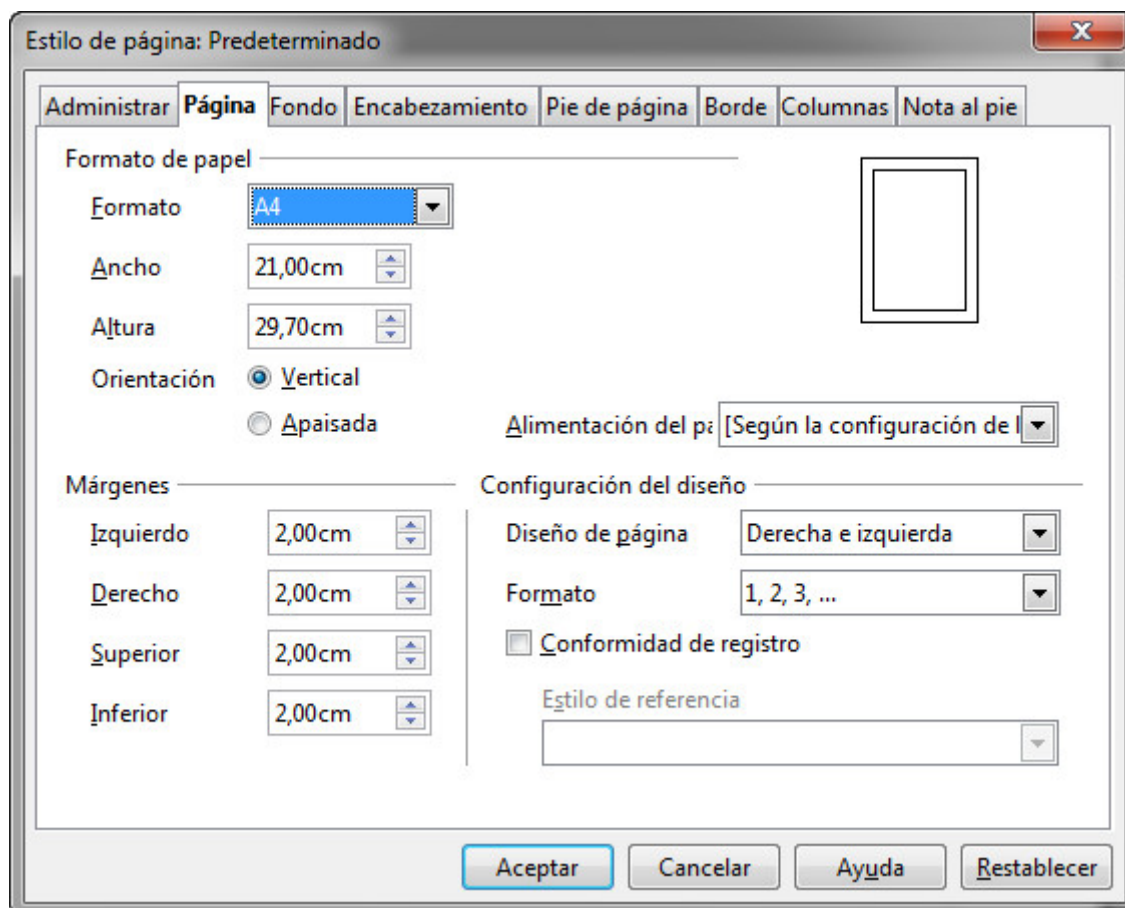 Estilo de página: Predeterminado
Administrar Página Fondo Encabezamiento Pie de página Borde Columnas Nota al pie
Formato de papel
Formato A4
Ancho 21,00cm
Altura 29,70cm
Orientación Vertical
Apaisada
Alimentación del pa [Según la configuración de l
Márgenes
Izquierdo 2,00cm
Derecho 2,00cm
Superior 2,00cm
Inferior 2,00cm
Configuración del diseño
Diseño de página Derecha e izquierda
Formato 1, 2, 3, ...
Conformidad de registro
Estilo de referencia
Aceptar Cancelar Ayuda Restablecer